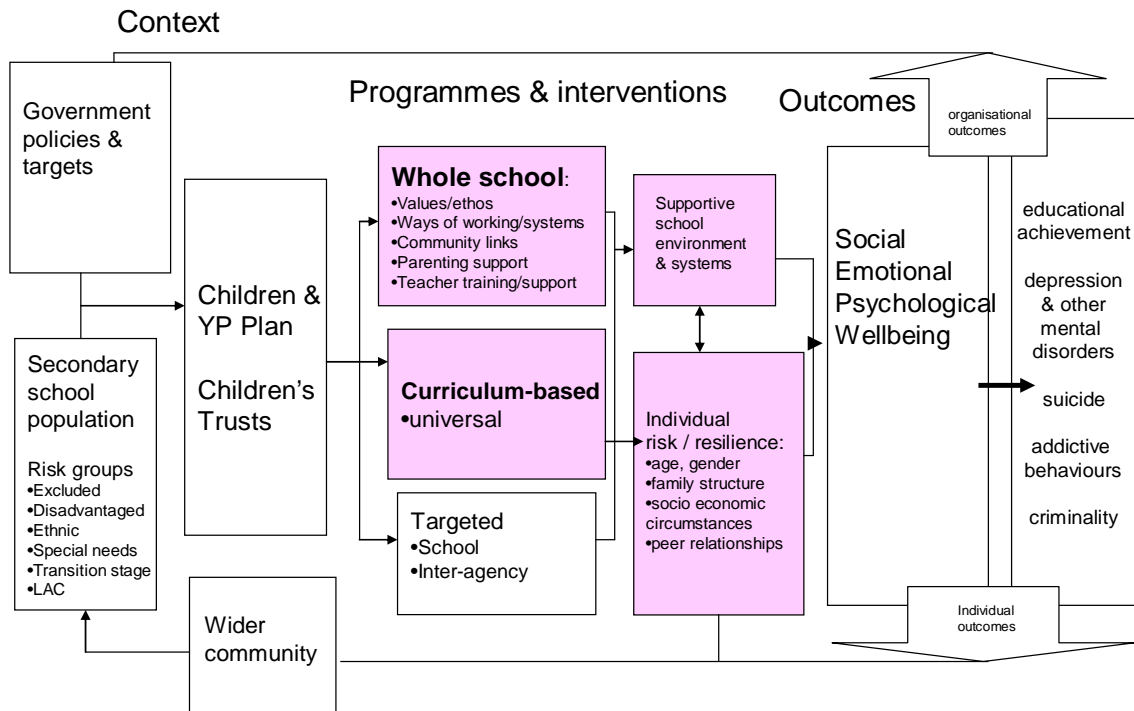 Context
Programmes & interventions
Outcomes
Government
policies &
targets
Secondary
school
population
Risk groups
•Excluded
•Disadvantaged
•Ethnic
•Special needs
•Transition stage
•LAC
Children &
YP Plan
Children's
Trusts
Wider
community
Whole school:
•Values/ethos
•Ways of working/systems
•Community links
•Parenting support
•Teacher training/support
Curriculum-based
•universal
Targeted
•School
•Inter-agency
Supportive
school
environment
& systems
Individual
risk / resilience:
•age, gender
•family structure
•socio economic
circumstances
•peer relationships
Social
Emotional
Psychological
Wellbeing
organisational
outcomes
educational
achievement
depression
& other
mental
disorders
suicide
addictive
behaviours
criminality
Individual
outcomes